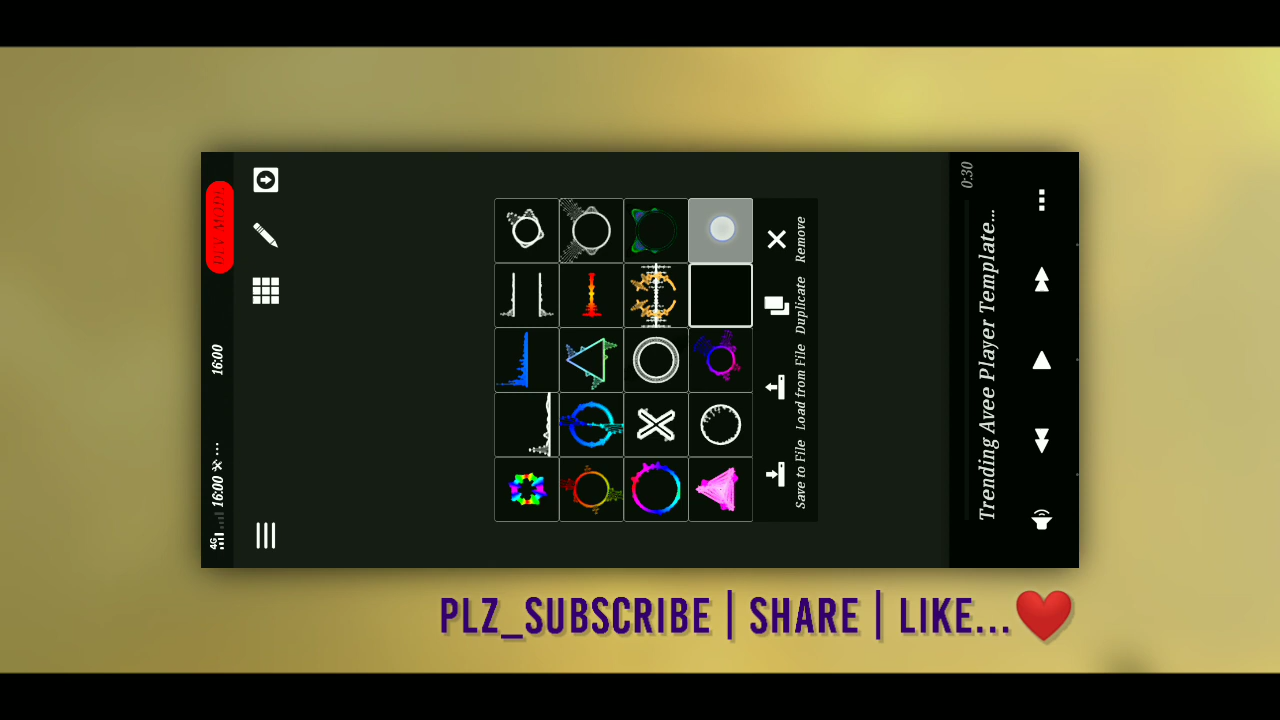 4G 16:00 ⚒ ··· 16:00
Save to File
Load from File
Duplicate
Remove
0:30
Trending Avee Player Template...
PLZ_SUBSCRIBE | SHARE | LIKE...❤️